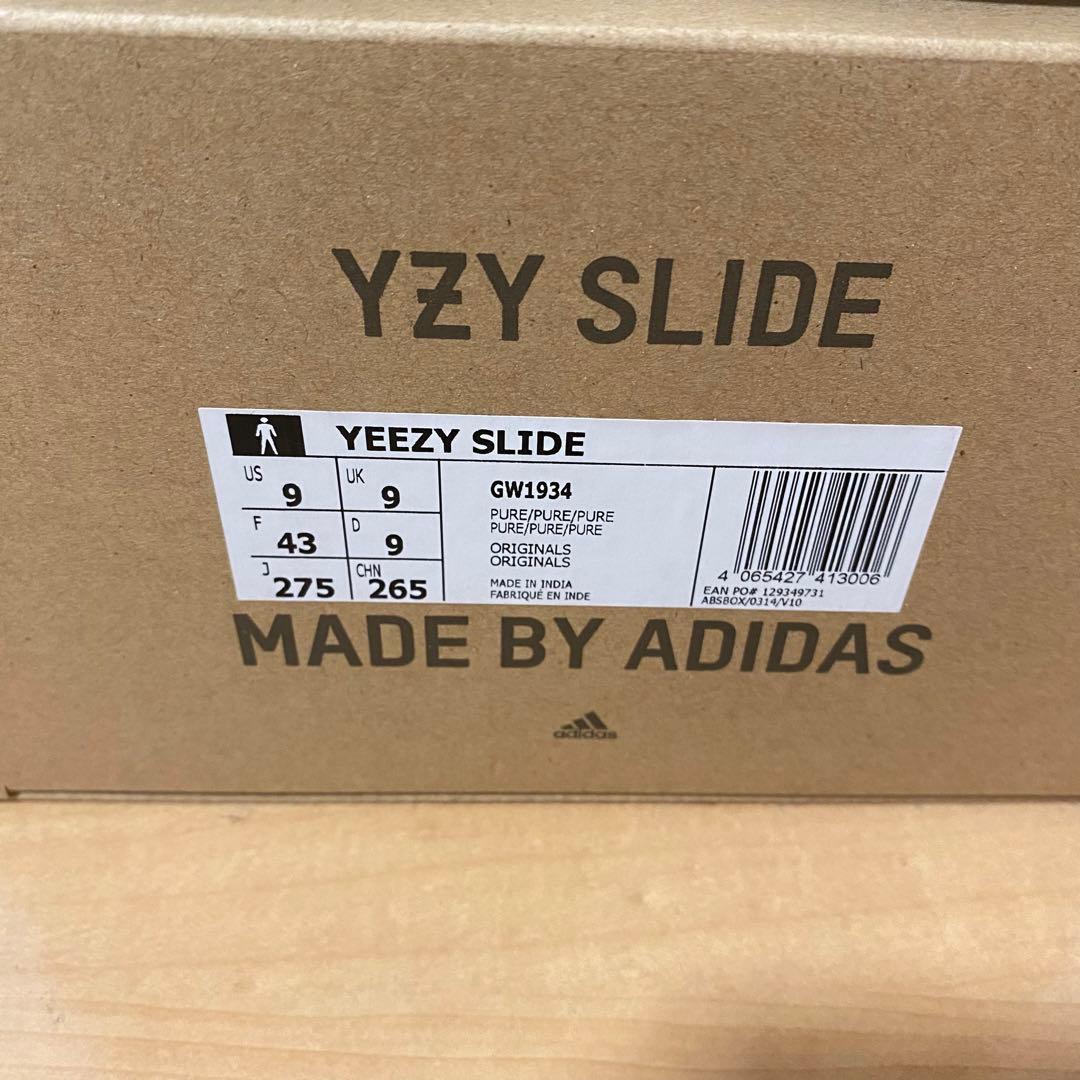 YZY SLIDE
YEEZY SLIDE
US 9 UK 9
F 43 D 9
J 275 CHN 265
GW1934
PURE/PURE/PURE
PURE/PURE/PURE
ORIGINALS
ORIGINALS
MADE IN INDIA
FABRIQUÉ EN INDE
4 065427 413006
EAN PO# 129349731
ABSBOX/0314/V10
MADE BY ADIDAS
adidas